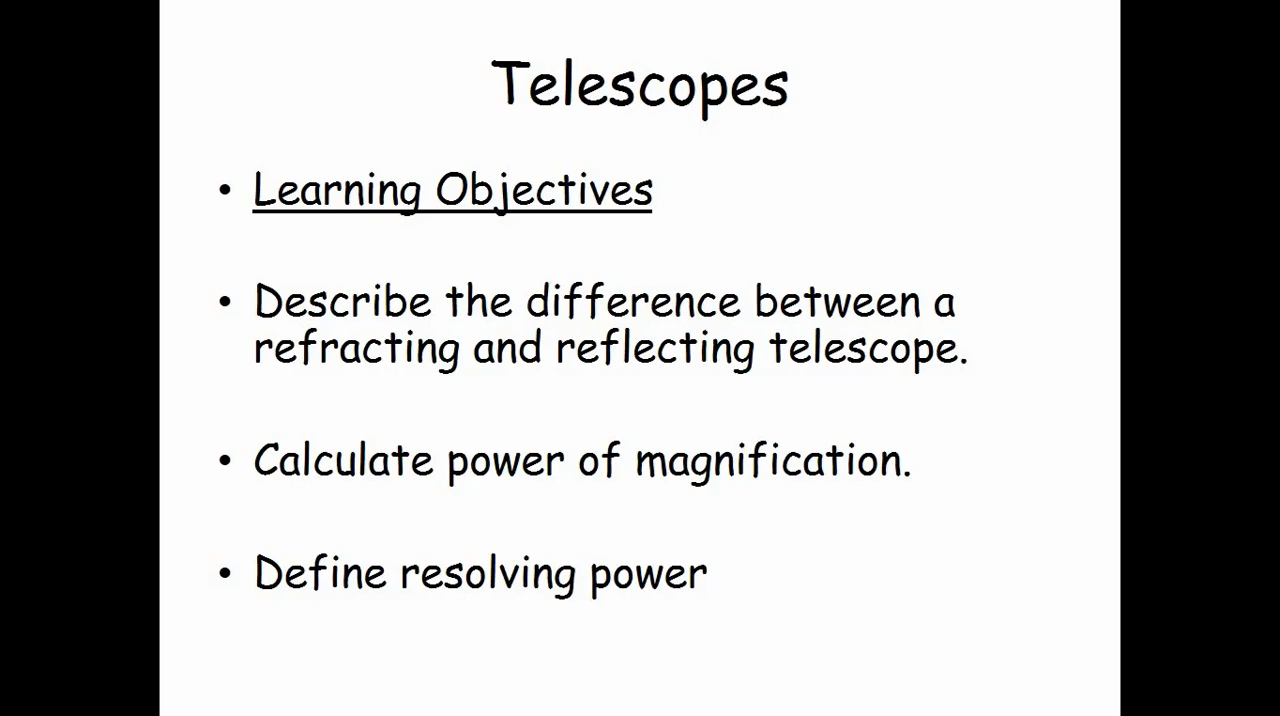 Telescopes
• Learning Objectives
• Describe the difference between a
refracting and reflecting telescope.
• Calculate power of magnification.
• Define resolving power